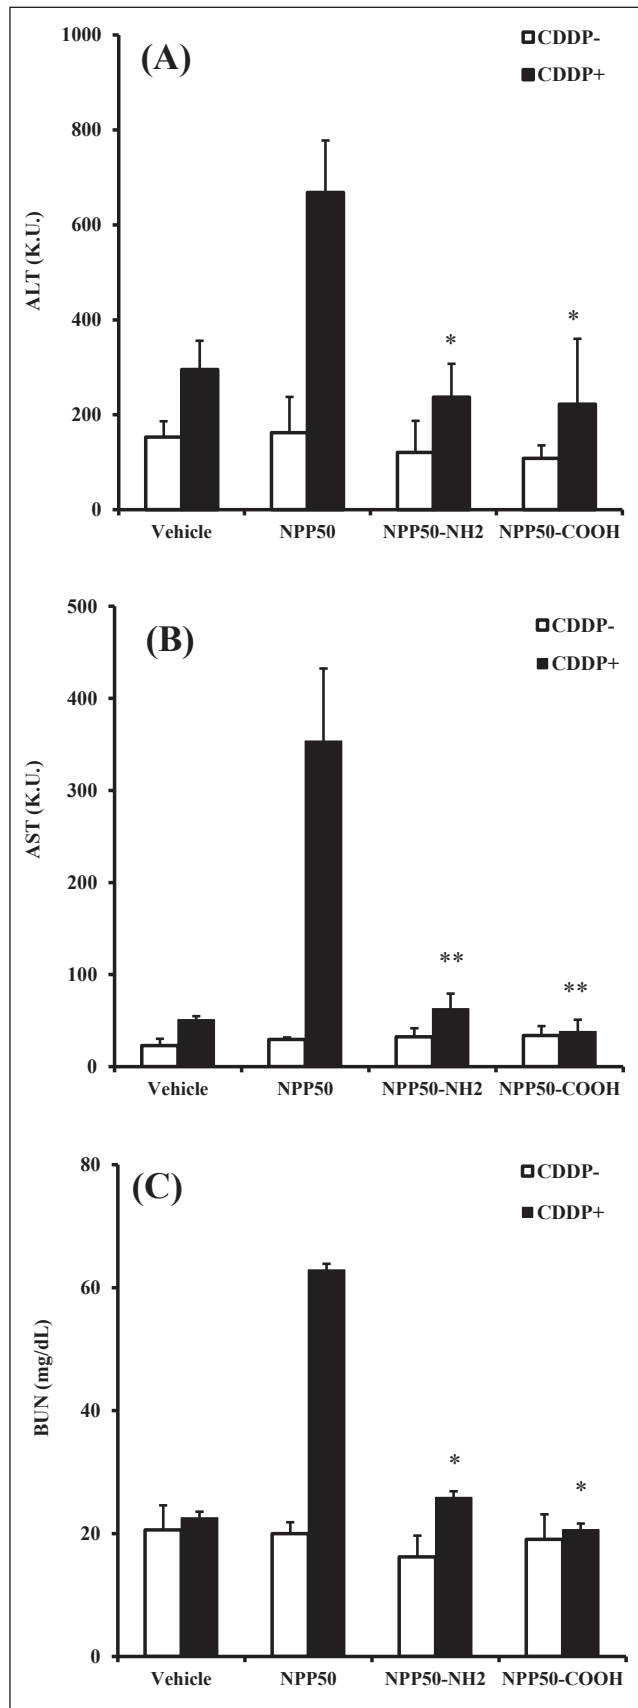 (A)
CDDP-
CDDP+
ALT (K.U.)
1000
800
600
400
200
0
*
*
Vehicle NPP50 NPP50-NH2 NPP50-COOH
(B)
CDDP-
CDDP+
AST (K.U.)
500
400
300
200
100
0
**
**
Vehicle NPP50 NPP50-NH2 NPP50-COOH
(C)
CDDP-
CDDP+
BUN (mg/dL)
80
60
40
20
0
*
*
Vehicle NPP50 NPP50-NH2 NPP50-COOH